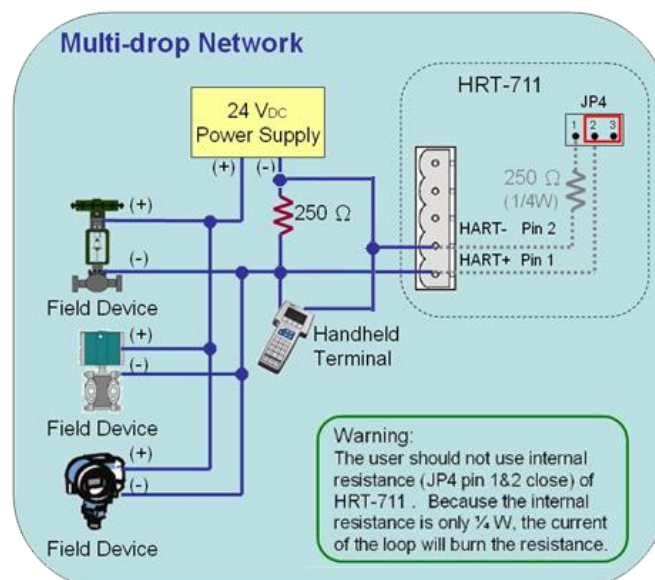 Multi-drop Network
24 VDC
Power Supply
(+)
(-)
HRT-711
JP4
1 2 3
250 Ω
250 Ω
(1/4W)
HART- Pin 2
HART+ Pin 1
(+)
(-)
Field Device
(+)
(-)
Field Device
(+)
(-)
Field Device
Handheld
Terminal
Warning:
The user should not use internal
resistance (JP4 pin 1&2 close) of
HRT-711 . Because the internal
resistance is only ¼ W, the current
of the loop will burn the resistance.